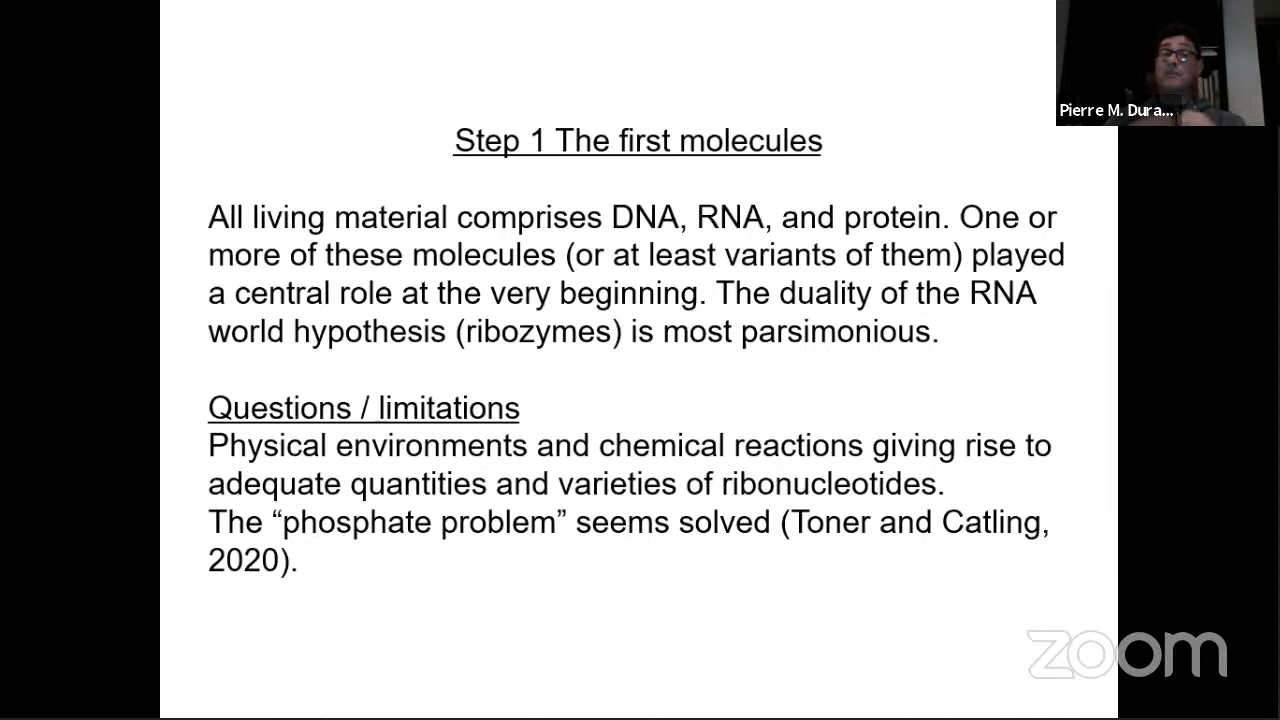 Pierre M. Dura...
Step 1 The first molecules
All living material comprises DNA, RNA, and protein. One or
more of these molecules (or at least variants of them) played
a central role at the very beginning. The duality of the RNA
world hypothesis (ribozymes) is most parsimonious.
Questions / limitations
Physical environments and chemical reactions giving rise to
adequate quantities and varieties of ribonucleotides.
The “phosphate problem” seems solved (Toner and Catling,
2020).
zoom